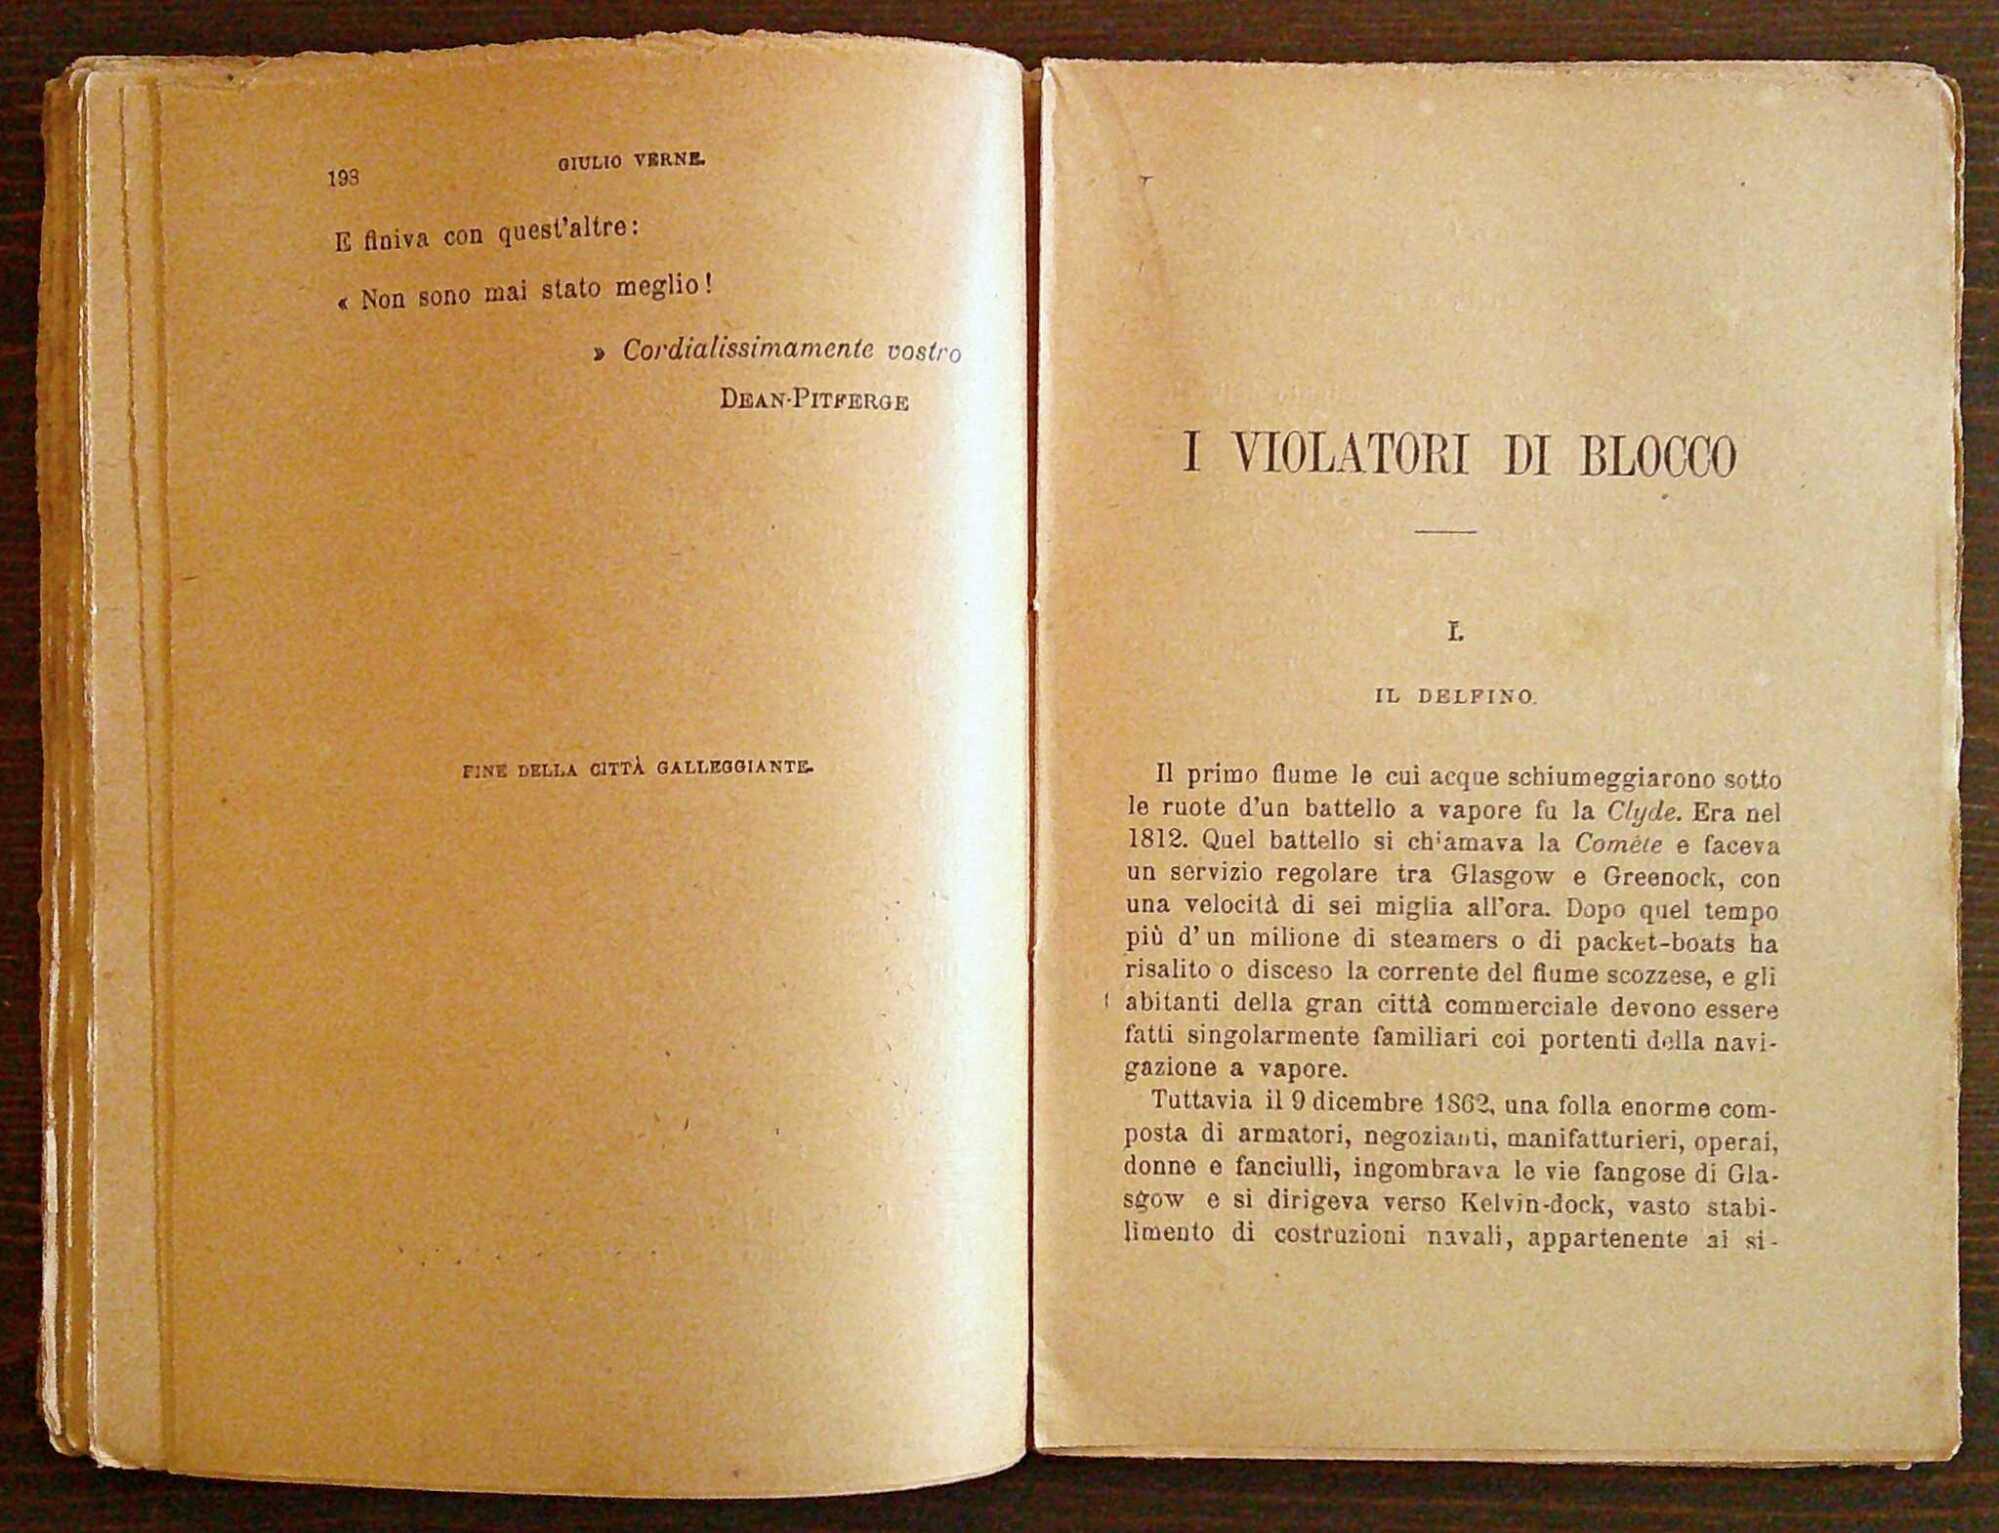 193
GIULIO VERNE.
E finiva con quest'altre:
« Non sono mai stato meglio!
» Cordialissimamente vostro
DEAN-PITFERGE
FINE DELLA CITTÀ GALLEGGIANTE.
I VIOLATORI DI BLOCCO
I.
IL DELFINO.
Il primo fiume le cui acque schiumeggiarono sotto
le ruote d'un battello a vapore fu la Clyde. Era nel
1812. Quel battello si chiamava la Comète e faceva
un servizio regolare tra Glasgow e Greenock, con
una velocità di sei miglia all'ora. Dopo quel tempo
più d'un milione di steamers o di packet-boats ha
risalito o disceso la corrente del fiume scozzese, e gli
abitanti della gran città commerciale devono essere
fatti singolarmente familiari coi portenti della navi-
gazione a vapore.
Tuttavia il 9 dicembre 1862, una folla enorme com-
posta di armatori, negozianti, manifatturieri, operai,
donne e fanciulli, ingombrava le vie fangose di Gla-
sgow e si dirigeva verso Kelvin-dock, vasto stabi-
limento di costruzioni navali, appartenente ai si-